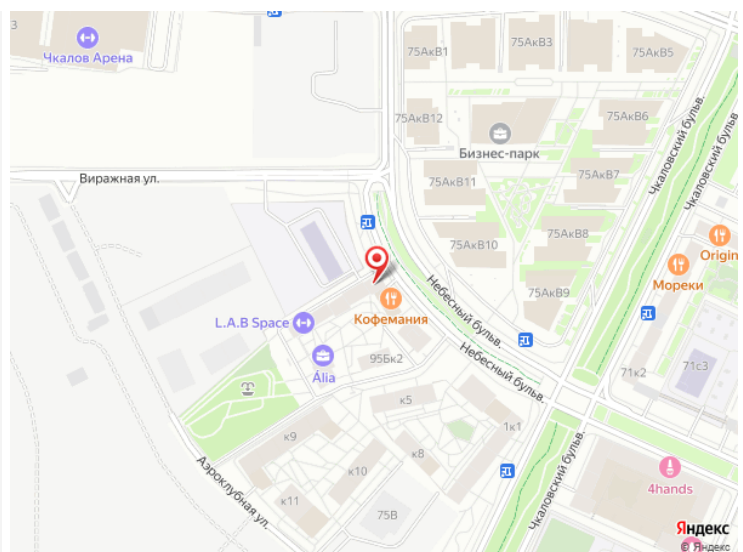 3
Чкалов Арена
75АкВ1
75АкВ3
75АкВ5
75АкВ12
75АкВ6
Бизнес-парк
Чкаловский бульв.
Чкаловский бульв.
Виражная ул.
75АкВ11
75АкВ7
75АкВ8
75АкВ10
Origin
Мореки
Небесный бульв.
75АкВ9
L.A.B Space
Кофемания
Небесный бульв.
Ália
95Бк2
71к2
71с3
к5
1к1
к9
к8
Аэроклубная ул.
к10
Чкаловский бульв.
4hands
к11
75В
Яндекс
© Яндекс